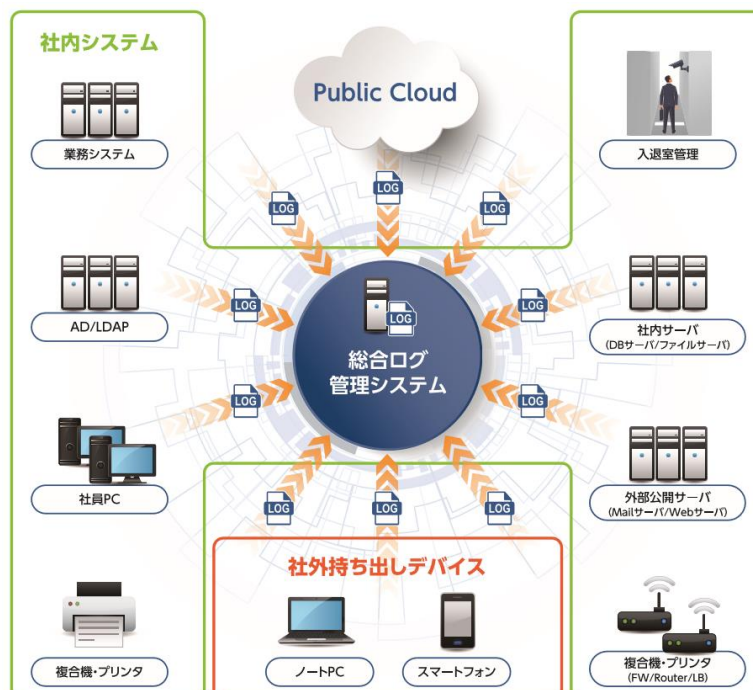 社内システム
Public Cloud
業務システム
入退室管理
LOG
LOG
LOG
AD/LDAP
LOG
LOG
LOG
総合ログ
管理システム
社内サーバ
(DBサーバ/ファイルサーバ)
社員PC
LOG
LOG
外部公開サーバ
(Mailサーバ/Webサーバ)
LOG
LOG
LOG
社外持ち出しデバイス
複合機・プリンタ
ノートPC
スマートフォン
複合機・プリンタ
(FW/Router/LB)